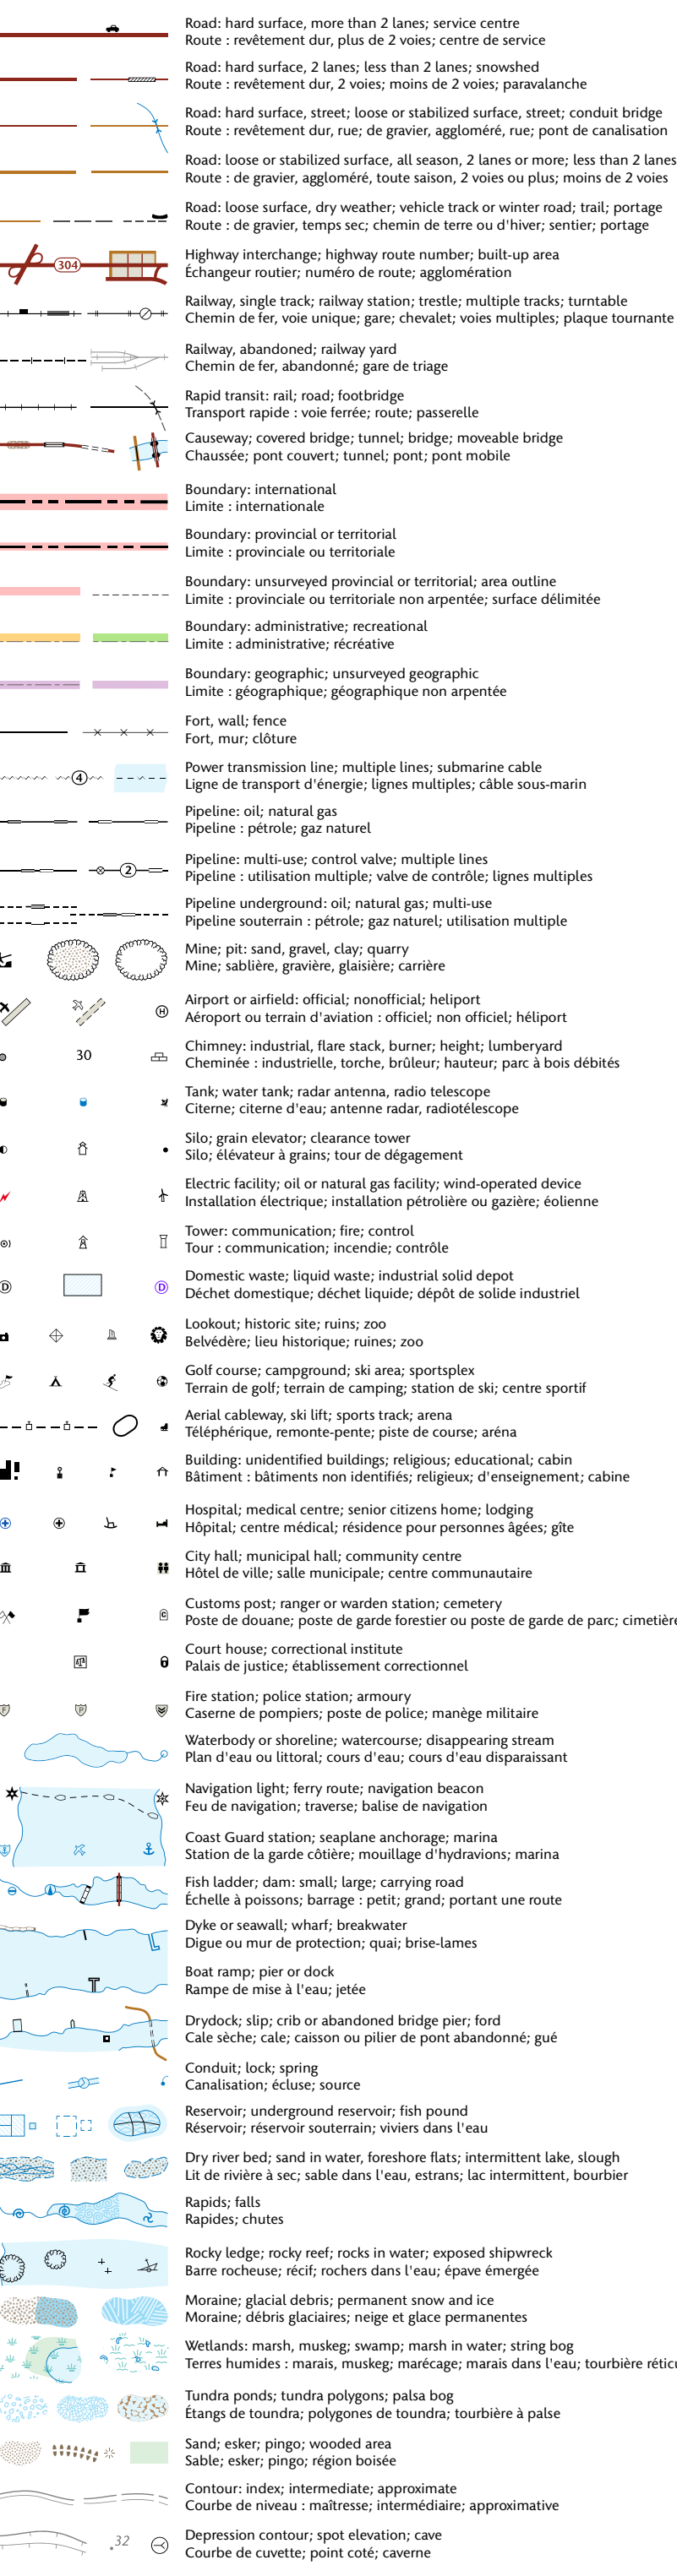 Road: hard surface, more than 2 lanes; service centre
Route : revêtement dur, plus de 2 voies; centre de service
Road: hard surface, 2 lanes; less than 2 lanes; snowshed
Route : revêtement dur, 2 voies; moins de 2 voies; paravalanche
Road: hard surface, street; loose or stabilized surface, street; conduit bridge
Route : revêtement dur, rue; de gravier, aggloméré, rue; pont de canalisation
Road: loose or stabilized surface, all season, 2 lanes or more; less than 2 lanes
Route : de gravier, aggloméré, toute saison, 2 voies ou plus; moins de 2 voies
Road: loose surface, dry weather; vehicle track or winter road; trail; portage
Route : de gravier, temps sec; chemin de terre ou d'hiver; sentier; portage
304
Highway interchange; highway route number; built-up area
Échangeur routier; numéro de route; agglomération
Railway, single track; railway station; trestle; multiple tracks; turntable
Chemin de fer, voie unique; gare; chevalet; voies multiples; plaque tournante
Railway, abandoned; railway yard
Chemin de fer, abandonné; gare de triage
Rapid transit: rail; road; footbridge
Transport rapide : voie ferrée; route; passerelle
Causeway; covered bridge; tunnel; bridge; moveable bridge
Chaussée; pont couvert; tunnel; pont; pont mobile
Boundary: international
Limite : internationale
Boundary: provincial or territorial
Limite : provinciale ou territoriale
Boundary: unsurveyed provincial or territorial; area outline
Limite : provinciale ou territoriale non arpentée; surface délimitée
Boundary: administrative; recreational
Limite : administrative; récréative
Boundary: geographic; unsurveyed geographic
Limite : géographique; géographique non arpentée
Fort, wall; fence
Fort, mur; clôture
4
Power transmission line; multiple lines; submarine cable
Ligne de transport d'énergie; lignes multiples; câble sous-marin
Pipeline: oil; natural gas
Pipeline : pétrole; gaz naturel
2
Pipeline: multi-use; control valve; multiple lines
Pipeline : utilisation multiple; valve de contrôle; lignes multiples
Pipeline underground: oil; natural gas; multi-use
Pipeline souterrain : pétrole; gaz naturel; utilisation multiple
Mine; pit: sand, gravel, clay; quarry
Mine; sablière, gravière, glaisière; carrière
H
Airport or airfield: official; nonofficial; heliport
Aéroport ou terrain d'aviation : officiel; non officiel; héliport
30
Chimney: industrial, flare stack, burner; height; lumberyard
Cheminée : industrielle, torche, brûleur; hauteur; parc à bois débités
Tank; water tank; radar antenna, radio telescope
Citerne; citerne d'eau; antenne radar, radiotélescope
Silo; grain elevator; clearance tower
Silo; élévateur à grains; tour de dégagement
Electric facility; oil or natural gas facility; wind-operated device
Installation électrique; installation pétrolière ou gazière; éolienne
Tower: communication; fire; control
Tour : communication; incendie; contrôle
D D
Domestic waste; liquid waste; industrial solid depot
Déchet domestique; déchet liquide; dépôt de solide industriel
Lookout; historic site; ruins; zoo
Belvédère; lieu historique; ruines; zoo
Golf course; campground; ski area; sportsplex
Terrain de golf; terrain de camping; station de ski; centre sportif
Aerial cableway, ski lift; sports track; arena
Téléphérique, remonte-pente; piste de course; aréna
Building: unidentified buildings; religious; educational; cabin
Bâtiment : bâtiments non identifiés; religieux; d'enseignement; cabine
Hospital; medical centre; senior citizens home; lodging
Hôpital; centre médical; résidence pour personnes âgées; gîte
City hall; municipal hall; community centre
Hôtel de ville; salle municipale; centre communautaire
C
Customs post; ranger or warden station; cemetery
Poste de douane; poste de garde forestier ou poste de garde de parc; cimetière
Court house; correctional institute
Palais de justice; établissement correctionnel
F P
Fire station; police station; armoury
Caserne de pompiers; poste de police; manège militaire
Waterbody or shoreline; watercourse; disappearing stream
Plan d'eau ou littoral; cours d'eau; cours d'eau disparaissant
Navigation light; ferry route; navigation beacon
Feu de navigation; traverse; balise de navigation
Coast Guard station; seaplane anchorage; marina
Station de la garde côtière; mouillage d'hydravions; marina
Fish ladder; dam: small; large; carrying road
Échelle à poissons; barrage : petit; grand; portant une route
Dyke or seawall; wharf; breakwater
Digue ou mur de protection; quai; brise-lames
Boat ramp; pier or dock
Rampe de mise à l'eau; jetée
Drydock; slip; crib or abandoned bridge pier; ford
Cale sèche; cale; caisson ou pilier de pont abandonné; gué
Conduit; lock; spring
Canalisation; écluse; source
Reservoir; underground reservoir; fish pound
Réservoir; réservoir souterrain; viviers dans l'eau
Dry river bed; sand in water, foreshore flats; intermittent lake, slough
Lit de rivière à sec; sable dans l'eau, estrans; lac intermittent, bourbier
Rapids; falls
Rapides; chutes
Rocky ledge; rocky reef; rocks in water; exposed shipwreck
Barre rocheuse; récif; rochers dans l'eau; épave émergée
Moraine; glacial debris; permanent snow and ice
Moraine; débris glaciaires; neige et glace permanentes
Wetlands: marsh, muskeg; swamp; marsh in water; string bog
Terres humides : marais, muskeg; marécage; marais dans l'eau; tourbière réticu
Tundra ponds; tundra polygons; palsa bog
Étangs de toundra; polygones de toundra; tourbière à palse
Sand; esker; pingo; wooded area
Sable; esker; pingo; région boisée
Contour: index; intermediate; approximate
Courbe de niveau : maîtresse; intermédiaire; approximative
.32
Depression contour; spot elevation; cave
Courbe de cuvette; point coté; caverne